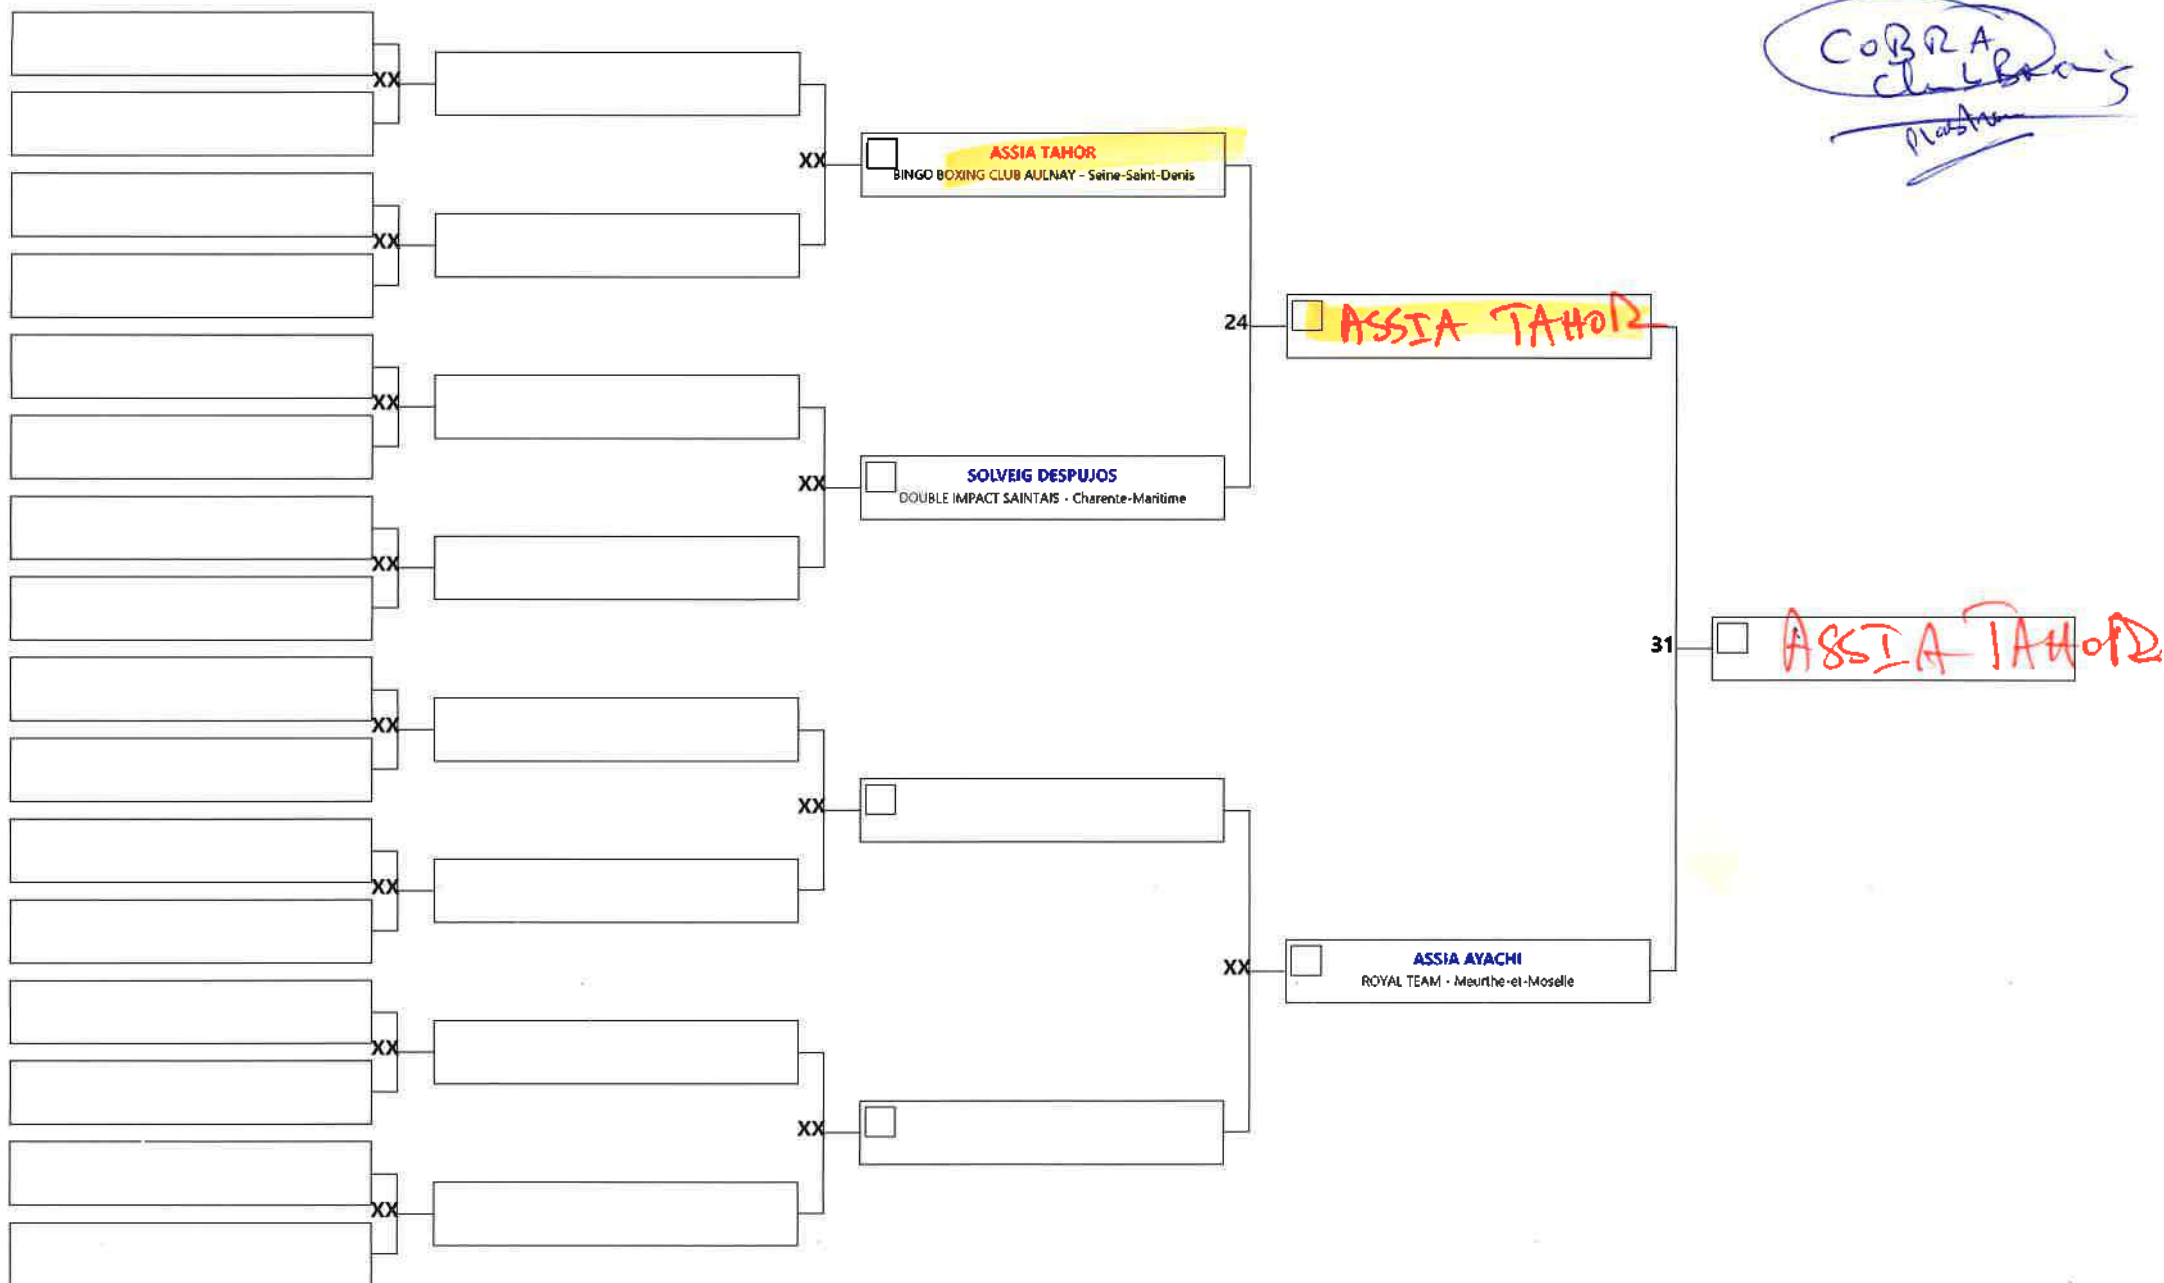 COBRA
XX
XX
ASSIA TAHOR
BINGO BOXING CLUB AULNAY - Seine-Saint-Denis
XX
24
ASSIA TAHOR
XX
XX
SOLVEIG DESPUJOS
DOUBLE IMPACT SAINTAIS - Charente-Maritime
XX
31
ASSIA TAHOR
XX
XX
XX
XX
ASSIA AYACHI
ROYAL TEAM - Meurthe-et-Moselle
XX
XX
XX